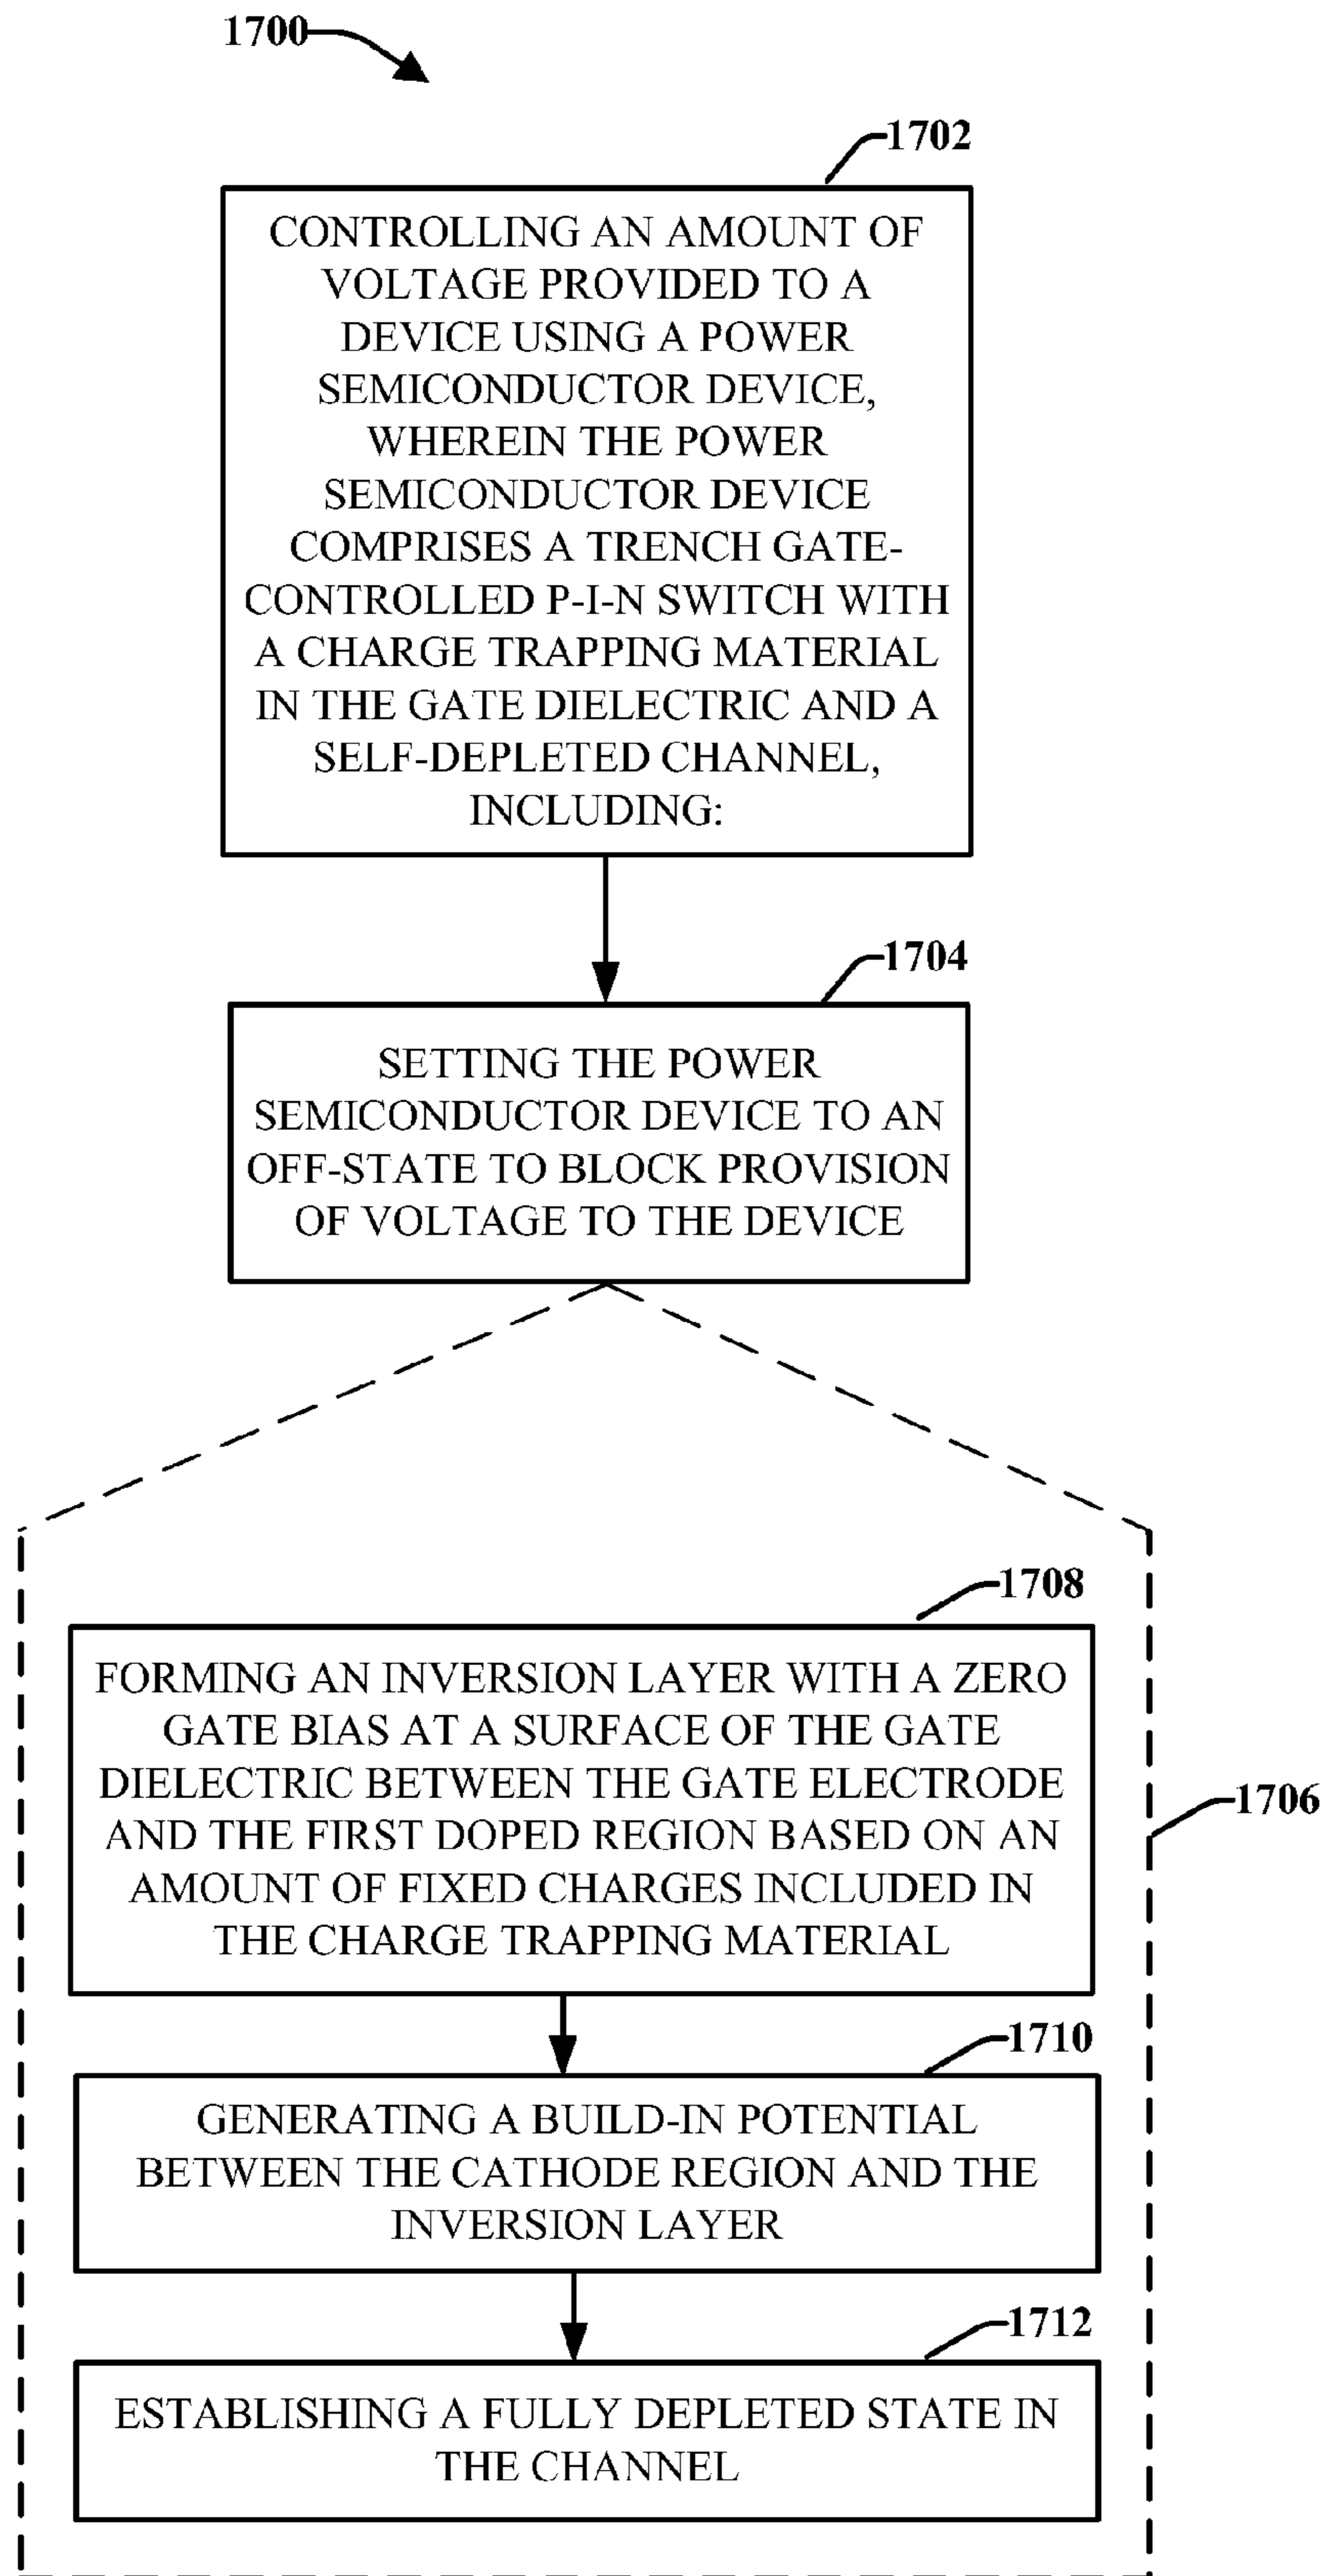 1700
1702
CONTROLLING AN AMOUNT OF
VOLTAGE PROVIDED TO A
DEVICE USING A POWER
SEMICONDUCTOR DEVICE,
WHEREIN THE POWER
SEMICONDUCTOR DEVICE
COMPRISES A TRENCH GATE-
CONTROLLED P-I-N SWITCH WITH
A CHARGE TRAPPING MATERIAL
IN THE GATE DIELECTRIC AND A
SELF-DEPLETED CHANNEL,
INCLUDING:
1704
SETTING THE POWER
SEMICONDUCTOR DEVICE TO AN
OFF-STATE TO BLOCK PROVISION
OF VOLTAGE TO THE DEVICE
1708
FORMING AN INVERSION LAYER WITH A ZERO
GATE BIAS AT A SURFACE OF THE GATE
DIELECTRIC BETWEEN THE GATE ELECTRODE
AND THE FIRST DOPED REGION BASED ON AN
AMOUNT OF FIXED CHARGES INCLUDED IN
THE CHARGE TRAPPING MATERIAL
1706
1710
GENERATING A BUILD-IN POTENTIAL
BETWEEN THE CATHODE REGION AND THE
INVERSION LAYER
1712
ESTABLISHING A FULLY DEPLETED STATE IN
THE CHANNEL